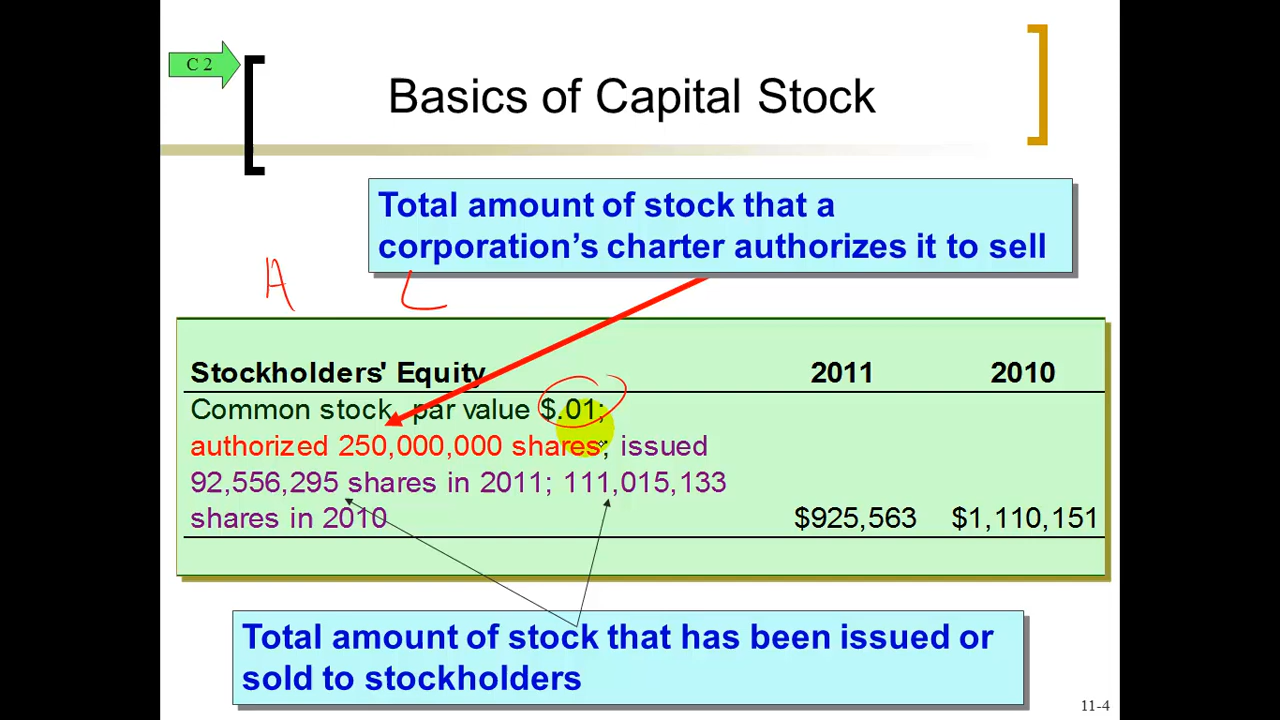 C 2
Basics of Capital Stock
Total amount of stock that a
corporation’s charter authorizes it to sell
A L
Stockholders' Equity 2011 2010
Common stock, par value $.01;
authorized 250,000,000 shares; issued
92,556,295 shares in 2011; 111,015,133
shares in 2010 $925,563 $1,110,151
Total amount of stock that has been issued or
sold to stockholders
11-4